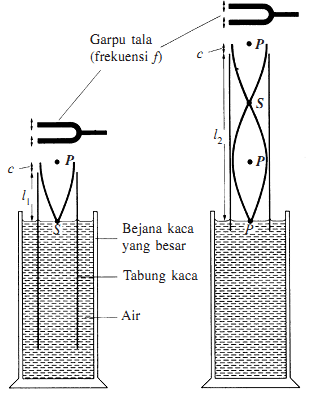 Garpu tala
(frekuensi f)
c
P
l₁
S
Bejana kaca
yang besar
Tabung kaca
Air
P
c
S
l₂
P
P